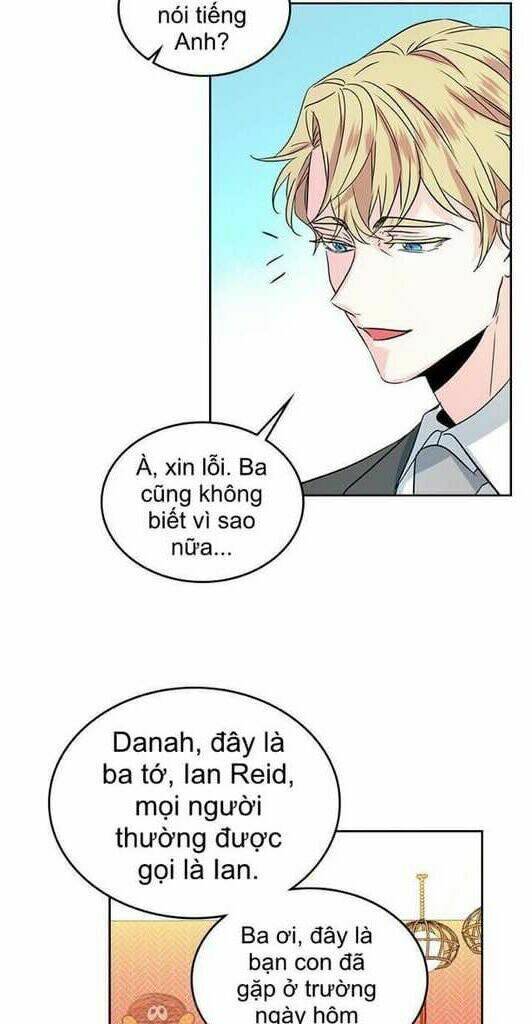 nói tiếng
Anh?
À, xin lỗi. Ba
cũng không
biết vì sao
nữa...
Danah, đây là
ba tớ, Ian Reid,
mọi người
thường được
gọi là Ian.
Ba ơi, đây là
bạn con đã
gặp ở trường
ngày hôm